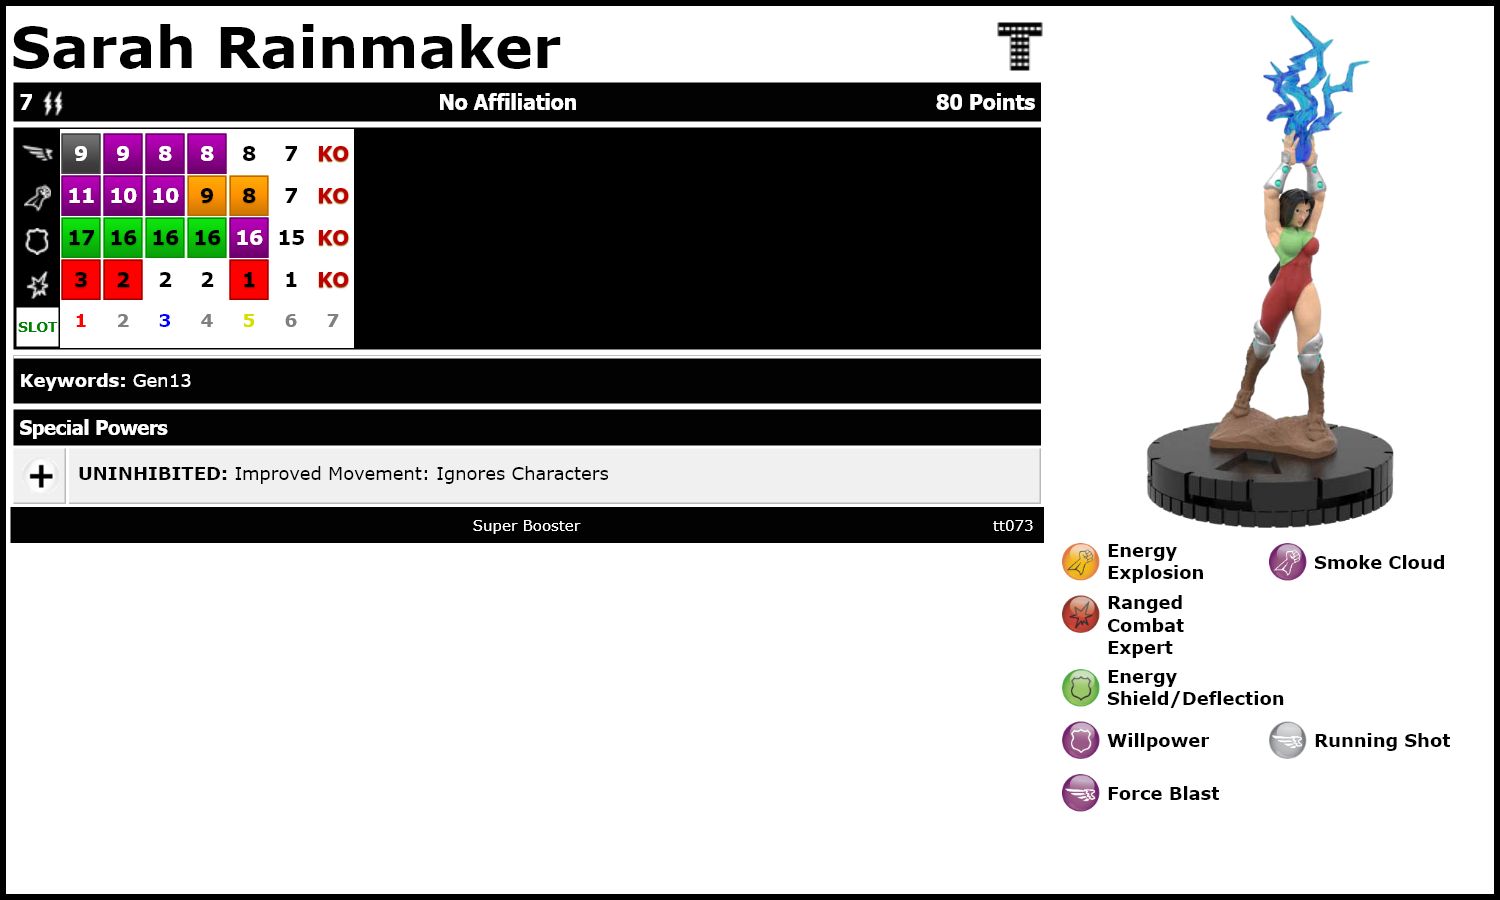 Sarah Rainmaker
T
7 No Affiliation 80 Points
9 9 8 8 8 7 KO
11 10 10 9 8 7 KO
17 16 16 16 16 15 KO
3 2 2 2 1 1 KO
SLOT 1 2 3 4 5 6 7
Keywords: Gen13
Special Powers
+ UNINHIBITED: Improved Movement: Ignores Characters
Super Booster tt073
Energy
Explosion
Smoke Cloud
Ranged
Combat
Expert
Energy
Shield/Deflection
Willpower
Running Shot
Force Blast